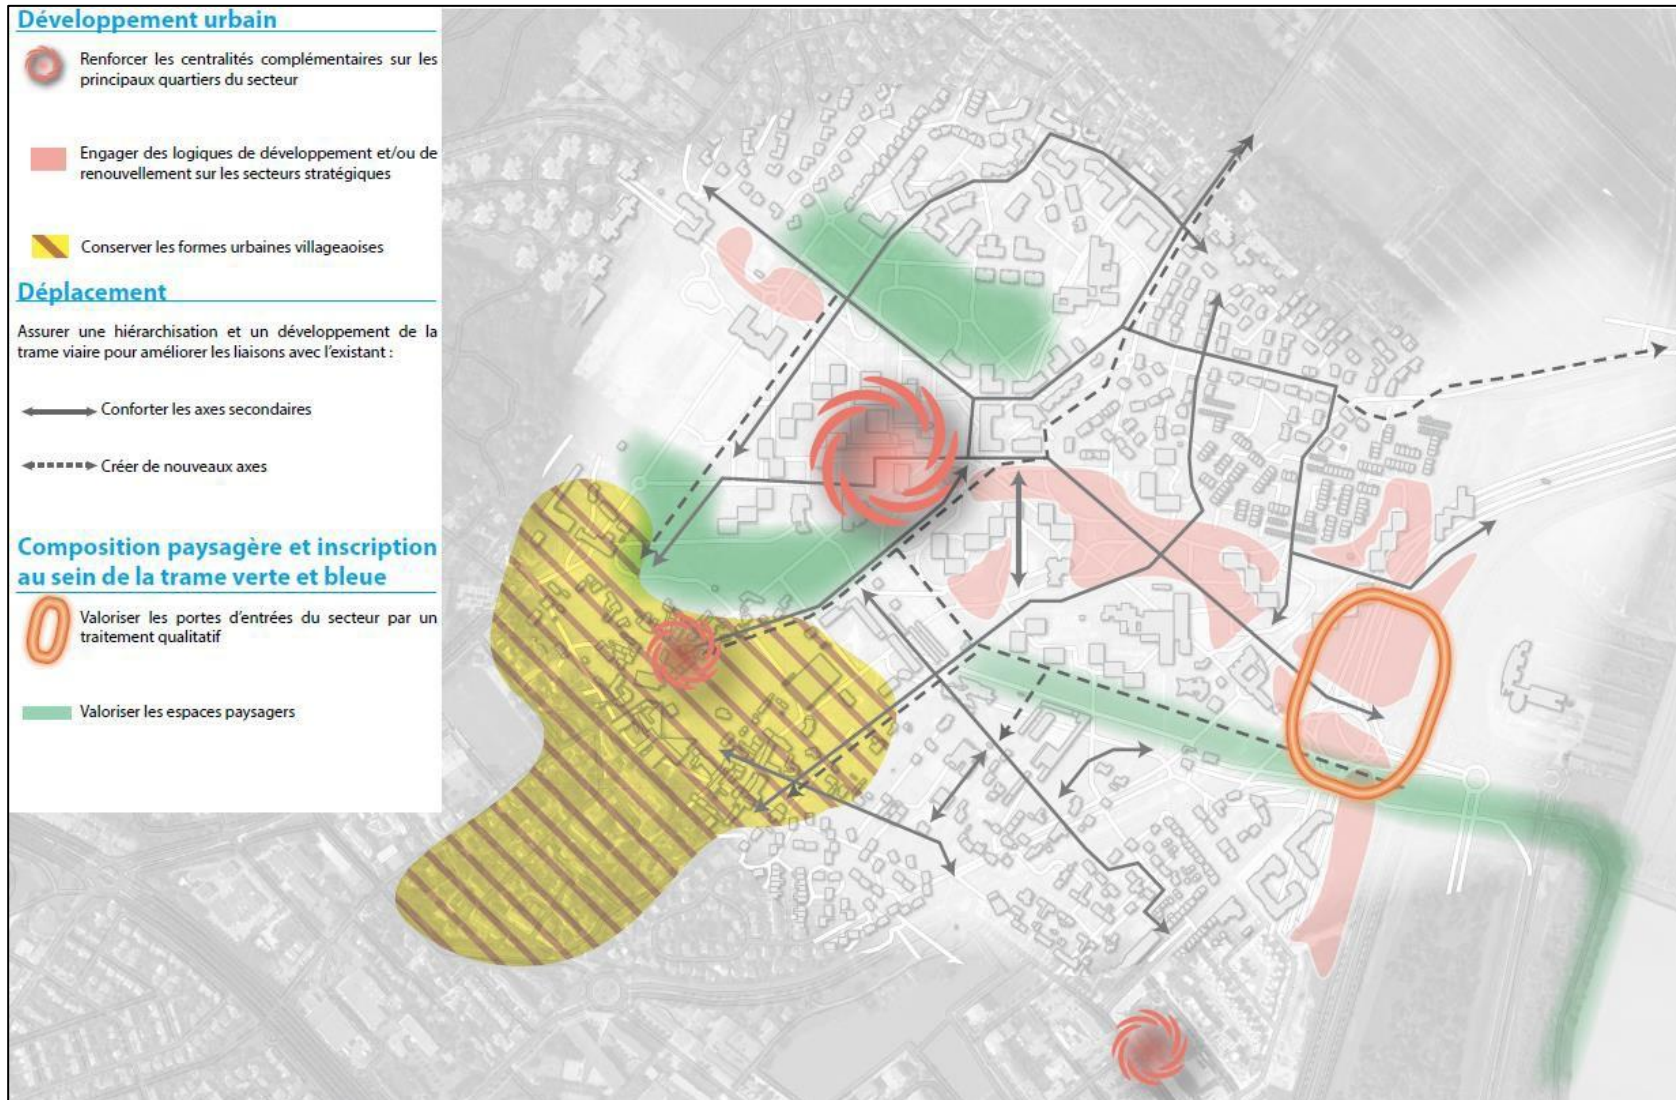 Développement urbain
Renforcer les centralités complémentaires sur les
principaux quartiers du secteur
Engager des logiques de développement et/ou de
renouvellement sur les secteurs stratégiques
Conserver les formes urbaines villageaoises
Déplacement
Assurer une hiérarchisation et un développement de la
trame viaire pour améliorer les liaisons avec l'existant :
Conforter les axes secondaires
Créer de nouveaux axes
Composition paysagère et inscription
au sein de la trame verte et bleue
Valoriser les portes d'entrées du secteur par un
traitement qualitatif
Valoriser les espaces paysagers